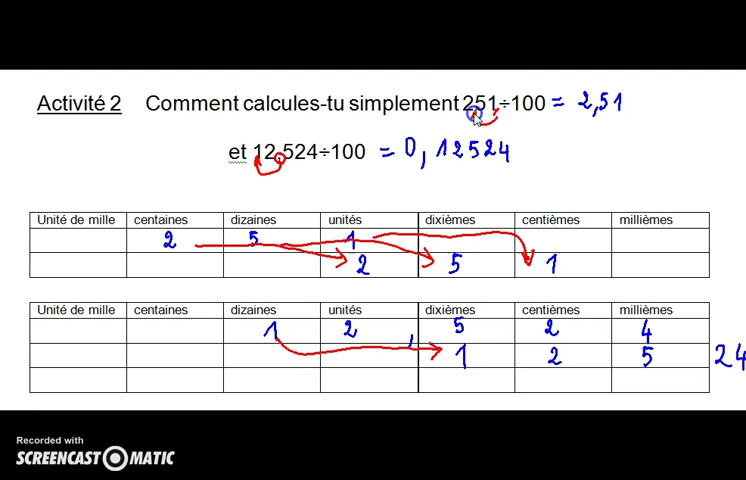 Activité 2 Comment calcules-tu simplement 251÷100 = 2,51
et 12,524÷100 = 0,12524
Unité de mille centaines dizaines unités dixièmes centièmes millièmes
2 5 1
2 5 1
Unité de mille centaines dizaines unités dixièmes centièmes millièmes
1 2 , 5 2 4
1 2 5 24
Recorded with
SCREENCAST MATIC